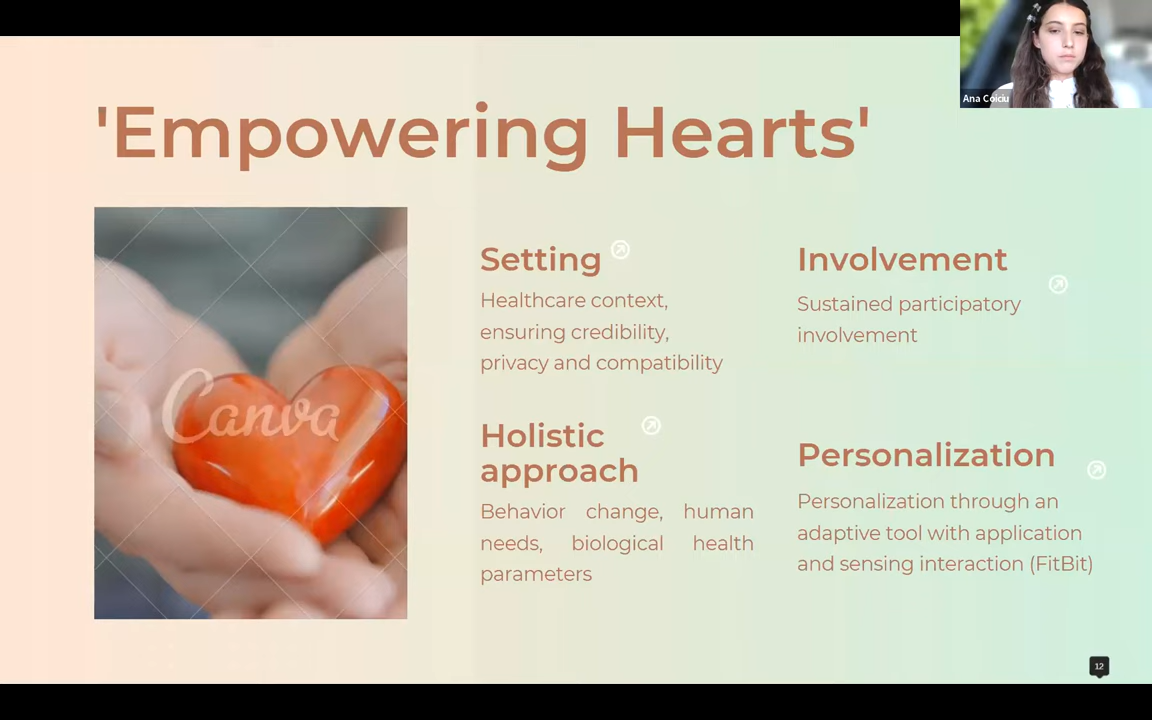 Ana Coiciu
'Empowering Hearts'
Canva
Setting
Healthcare context,
ensuring credibility,
privacy and compatibility
Involvement
Sustained participatory
involvement
Holistic
approach
Behavior change, human
needs, biological health
parameters
Personalization
Personalization through an
adaptive tool with application
and sensing interaction (FitBit)
12